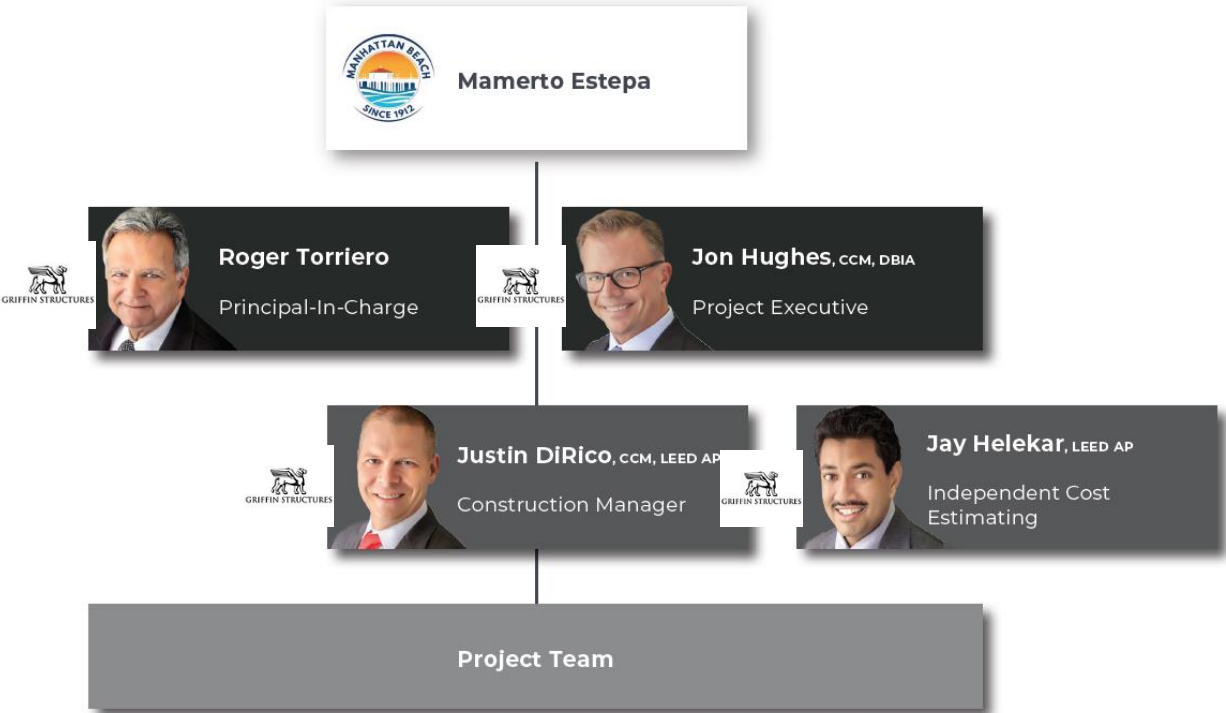 MANHATTAN BEACH
SINCE 1912
Mamerto Estepa
GRIFFIN STRUCTURES
Roger Torriero
Principal-In-Charge
GRIFFIN STRUCTURES
Jon Hughes, CCM, DBIA
Project Executive
GRIFFIN STRUCTURES
Justin DiRico, CCM, LEED AP
Construction Manager
GRIFFIN STRUCTURES
Jay Helekar, LEED AP
Independent Cost
Estimating
Project Team